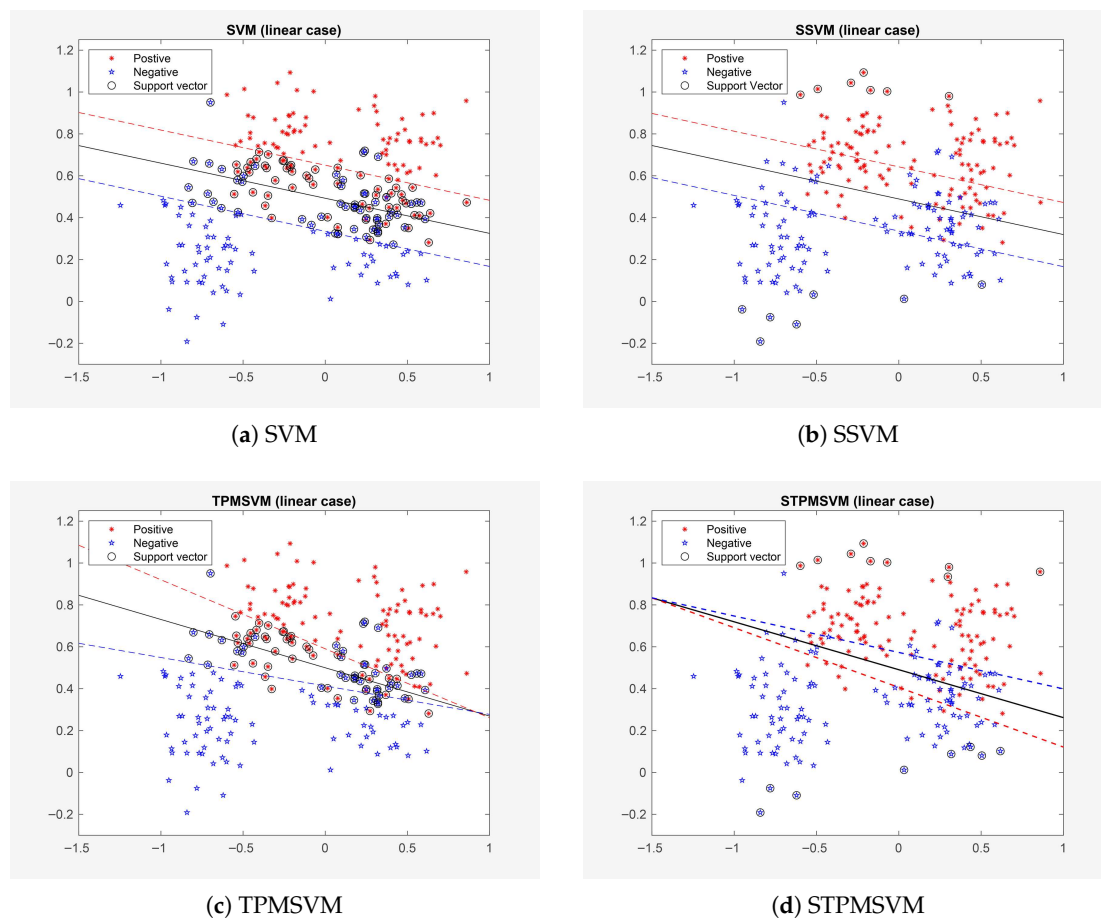 SVM (linear case)
Postive
Negative
Support vector
1.2
1
0.8
0.6
0.4
0.2
0
−0.2
−1.5 −1 −0.5 0 0.5 1
(a) SVM
SSVM (linear case)
Postive
Negative
Support Vector
1.2
1
0.8
0.6
0.4
0.2
0
−0.2
−1.5 −1 −0.5 0 0.5 1
(b) SSVM
TPMSVM (linear case)
Positive
Negative
Support vector
1.2
1
0.8
0.6
0.4
0.2
0
−0.2
−1.5 −1 −0.5 0 0.5 1
(c) TPMSVM
STPMSVM (linear case)
Positive
Negative
Support vector
1.2
1
0.8
0.6
0.4
0.2
0
−0.2
−1.5 −1 −0.5 0 0.5 1
(d) STPMSVM